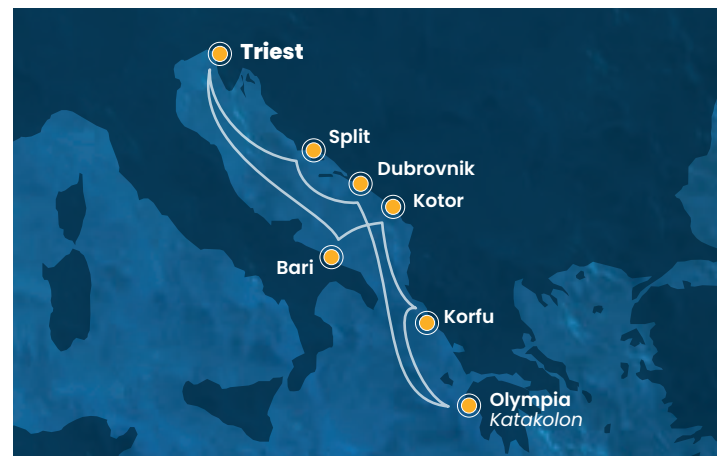 Triest
Split
Dubrovnik
Kotor
Bari
Korfu
Olympia
Katakolon